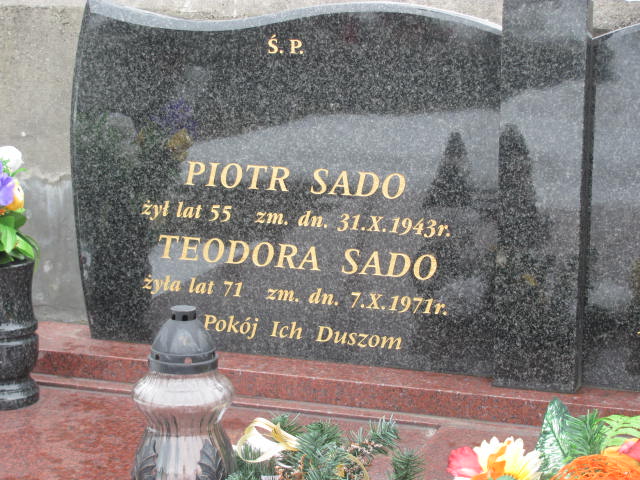 Ś. P.
PIOTR SADO
żył lat 55 zm. dn. 31.X.1943r.
TEODORA SADO
żyła lat 71 zm. dn. 7.X.1971r.
Pokój Ich Duszom